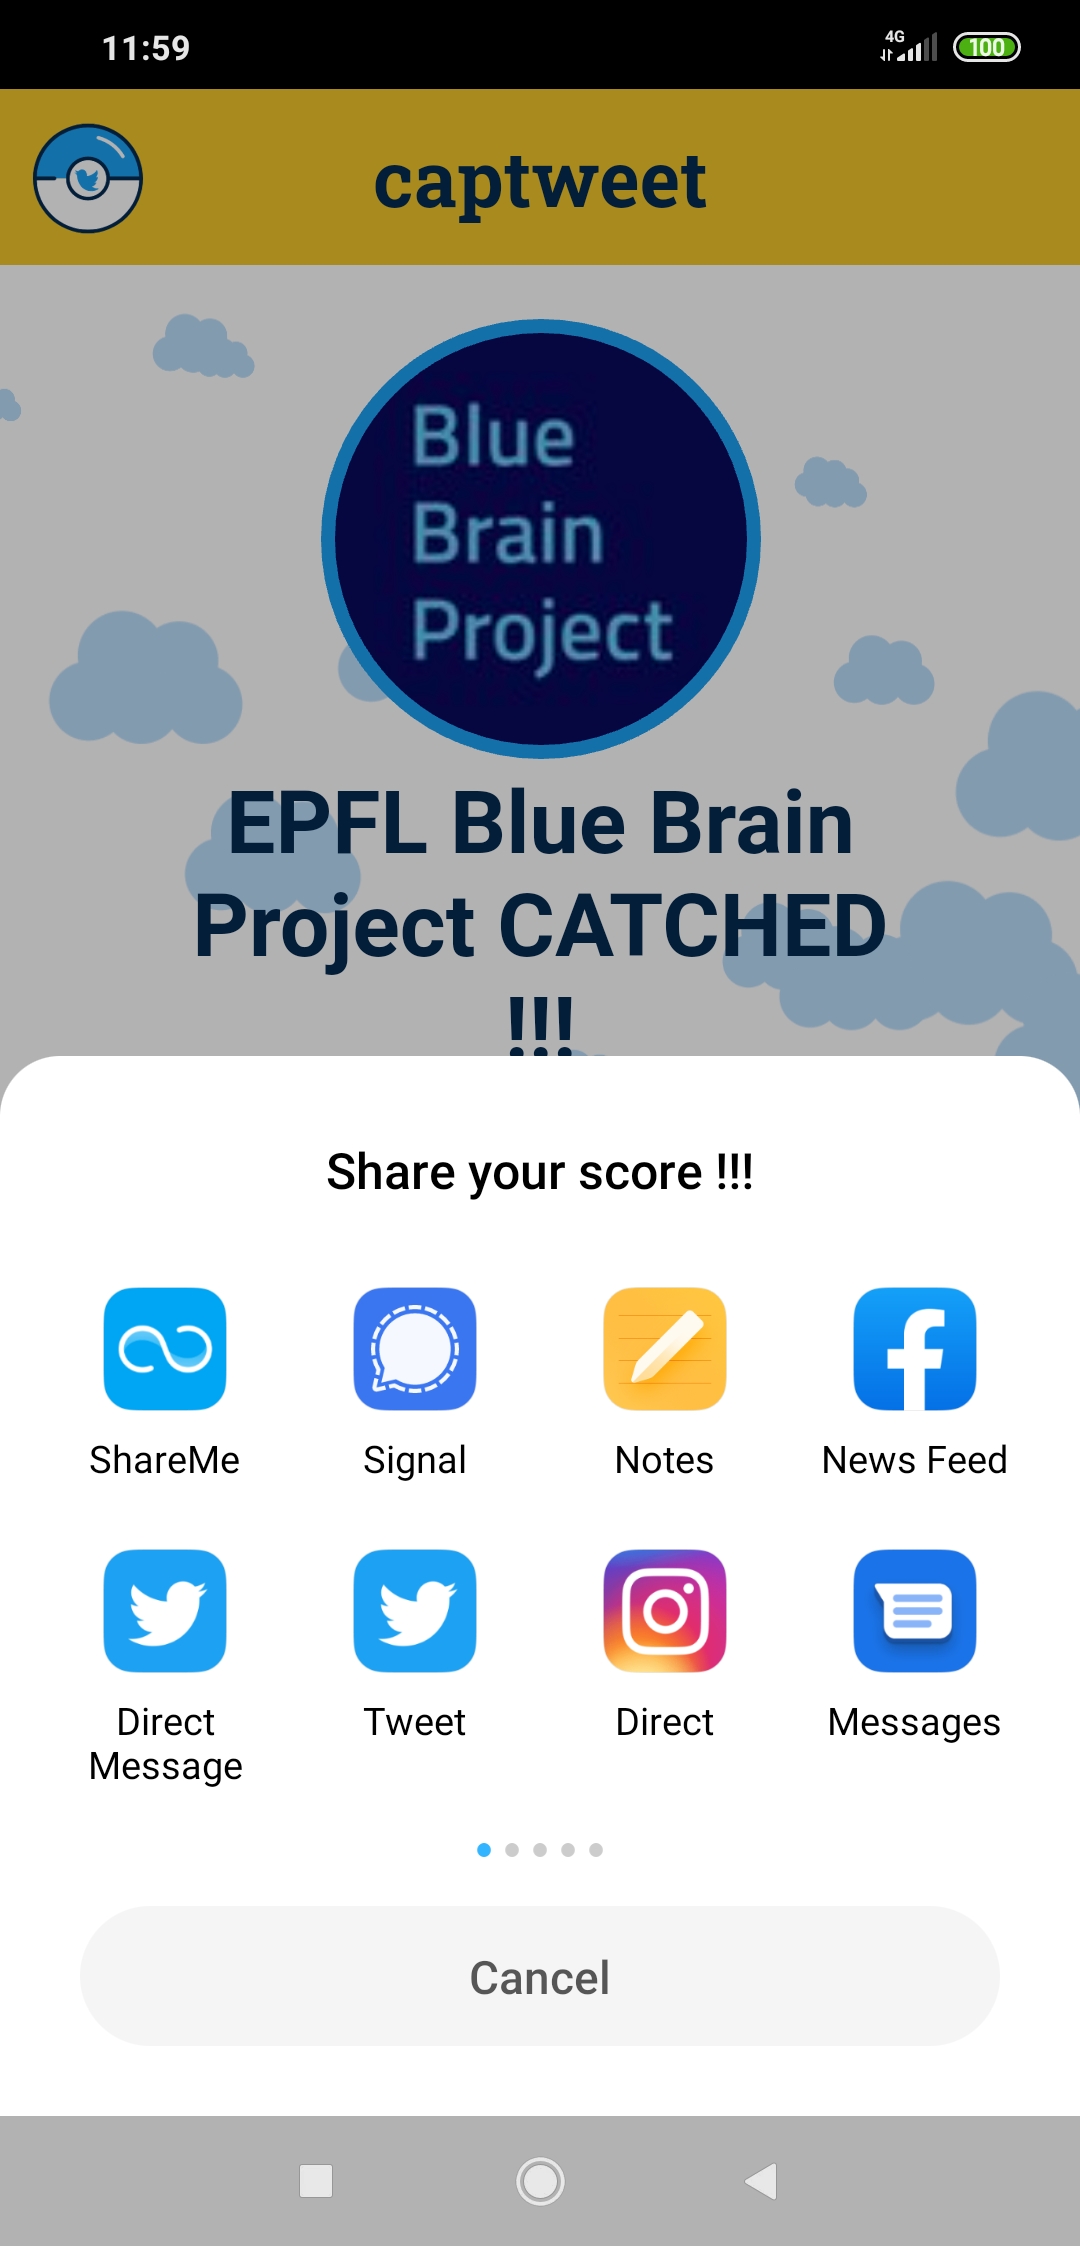 11:59
4G
100
captweet
Blue
Brain
Project
EPFL Blue Brain
Project CATCHED
!!!
Share your score !!!
ShareMe
Signal
Notes
News Feed
Direct
Message
Tweet
Direct
Messages
Cancel